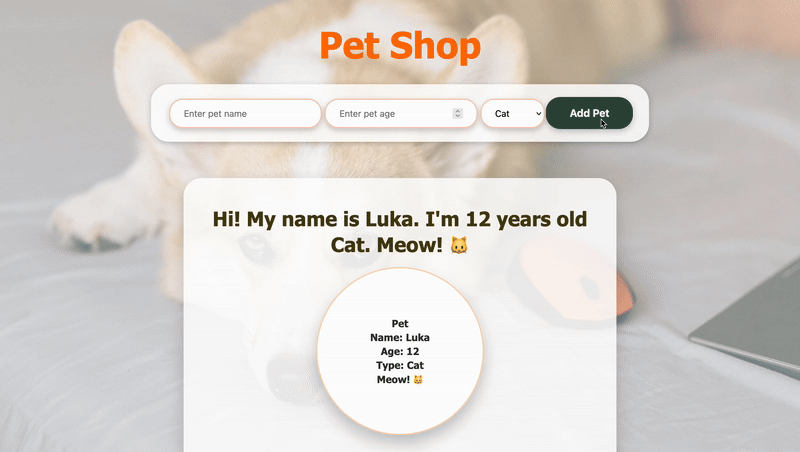 Pet Shop
Enter pet name
Enter pet age
Cat
Add Pet
Hi! My name is Luka. I'm 12 years old
Cat. Meow! 🐱
Pet
Name: Luka
Age: 12
Type: Cat
Meow! 🐱